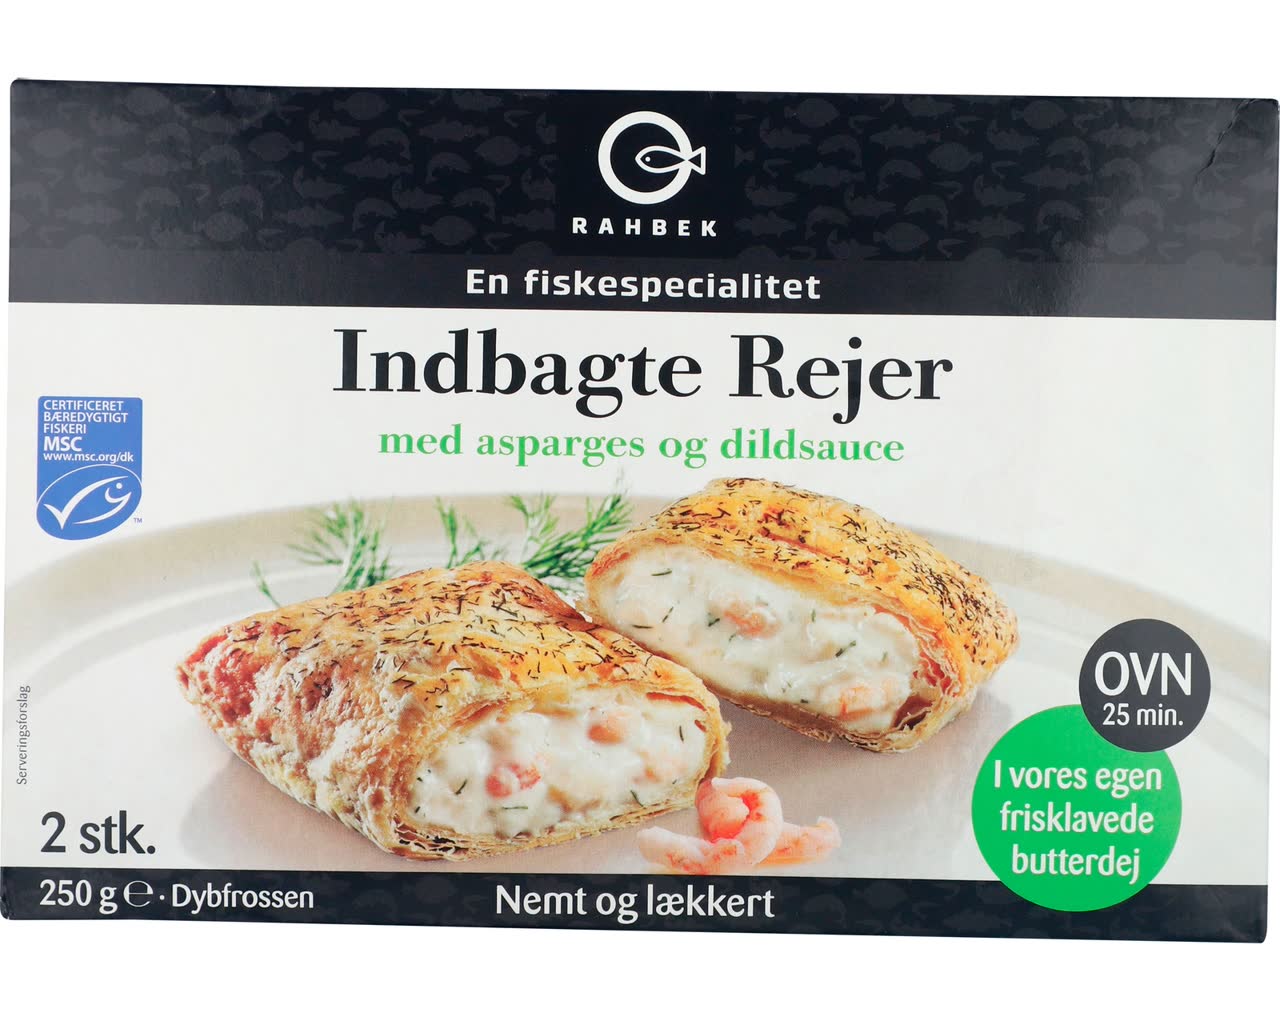 RAHBEK
En fiskespecialitet
Indbagte Rejer
med asparges og dildsauce
CERTIFICERET
BÆREDYGTIGT
FISKERI
MSC
www.msc.org/dk
TM
OVN
25 min.
I vores egen
frisklavede
butterdej
Serveringsforslag
2 stk.
250 g ℮ · Dybfrossen
Nemt og lækkert